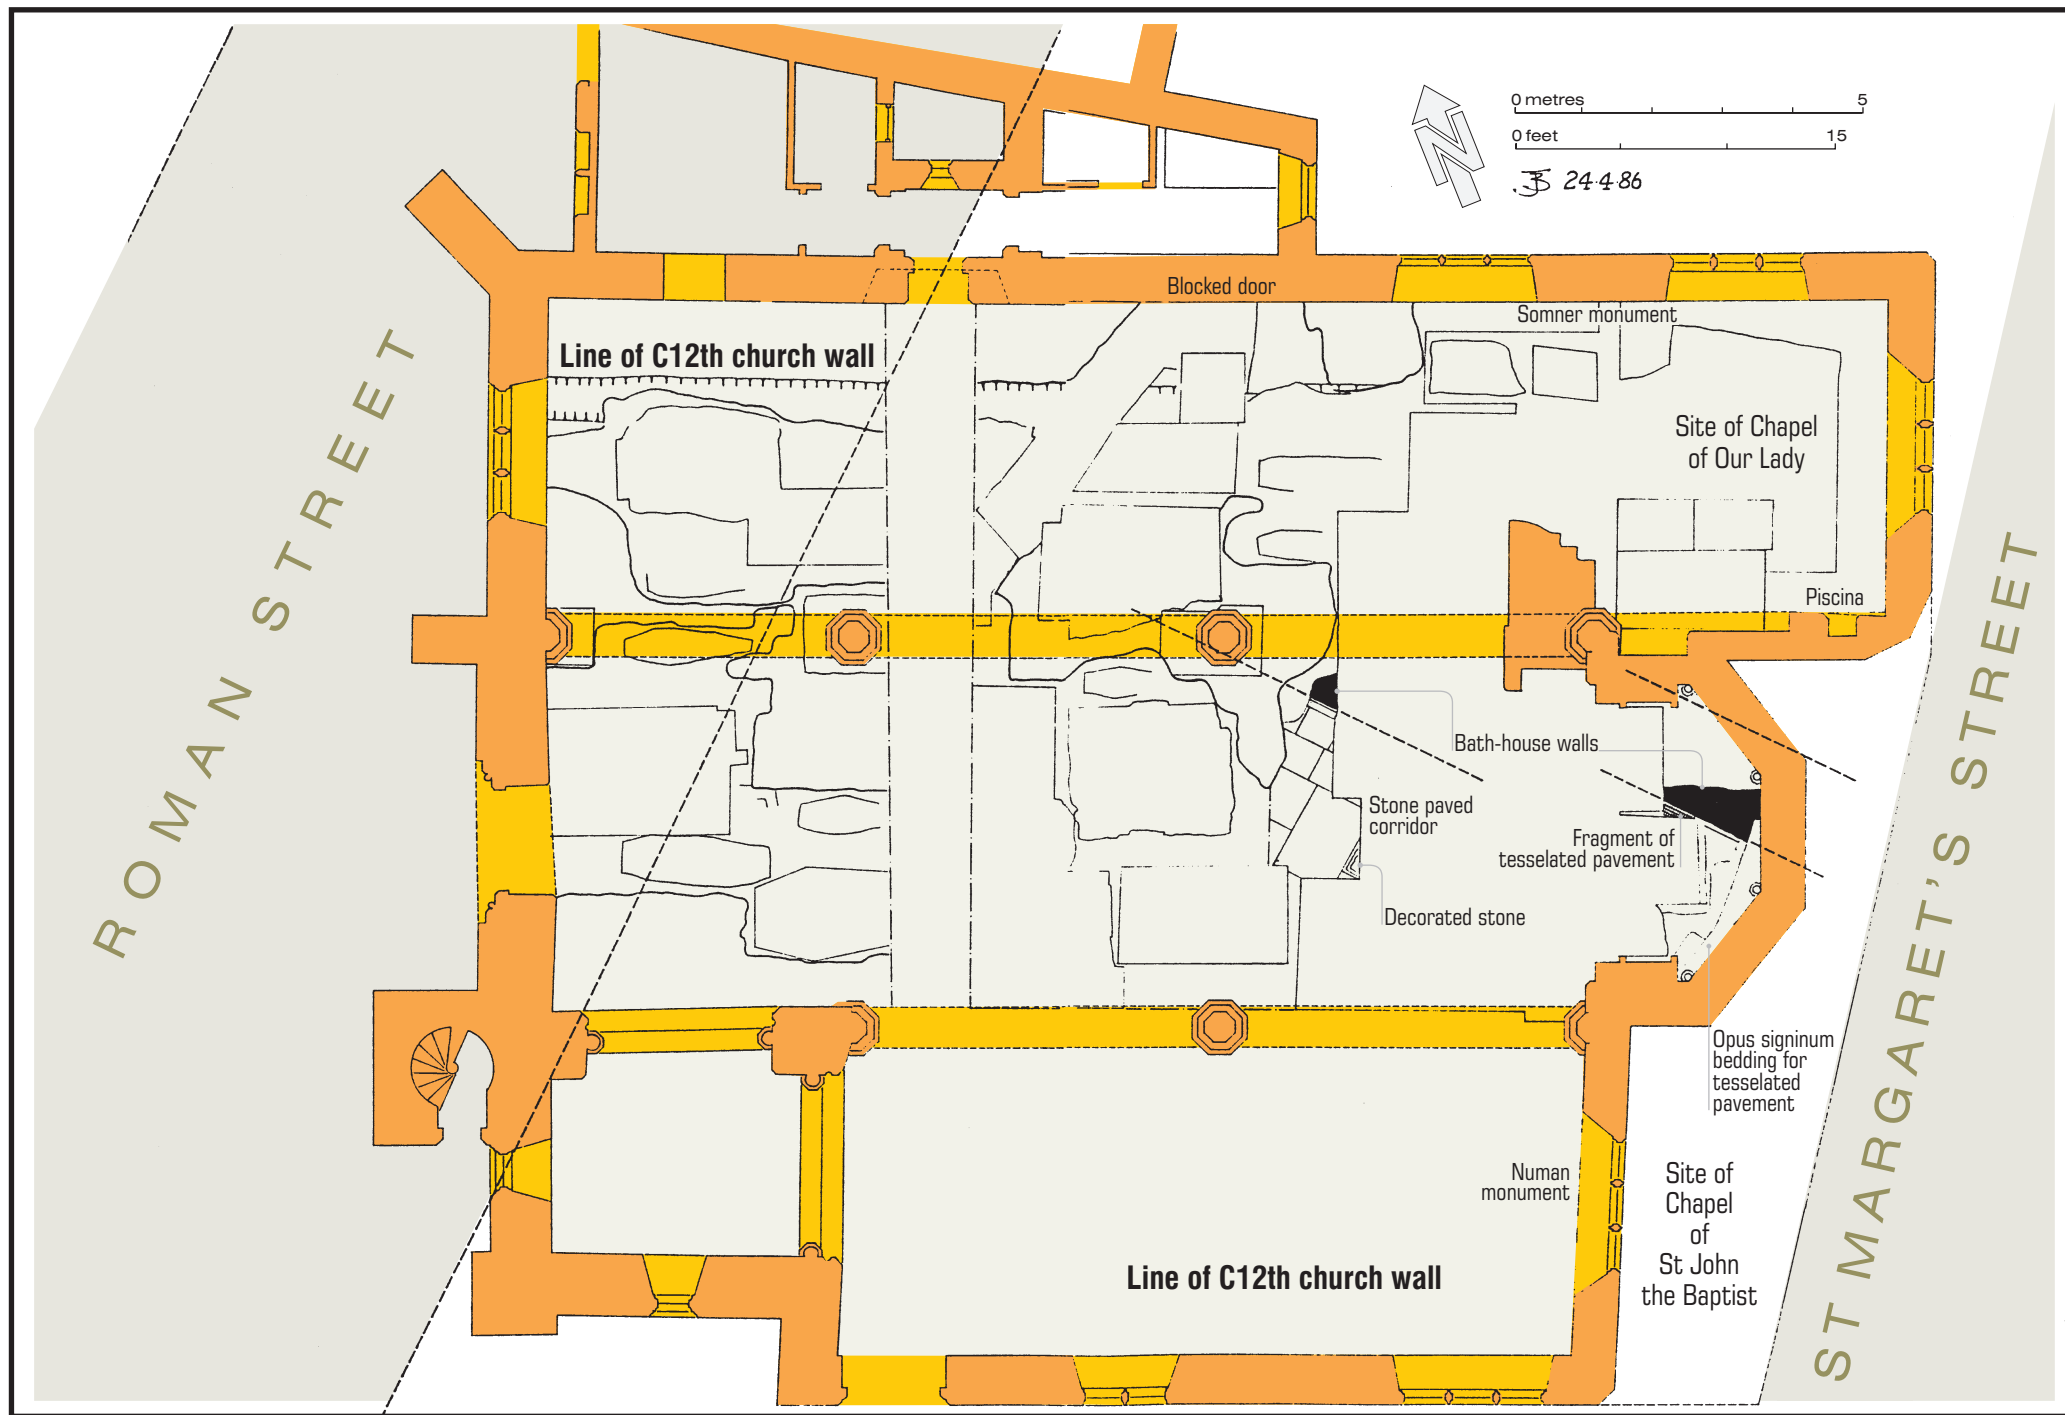 0 metres 5
0 feet 15
JB 24·4·86
Blocked door
Somner monument
Line of C12th church wall
Site of Chapel
of Our Lady
ROMAN STREET
Piscina
Bath-house walls
Stone paved
corridor
Fragment of
tesselated pavement
Decorated stone
ST MARGARET'S STREET
Opus signinum
bedding for
tesselated
pavement
Numan
monument
Site of
Chapel
of
St John
the Baptist
Line of C12th church wall
N